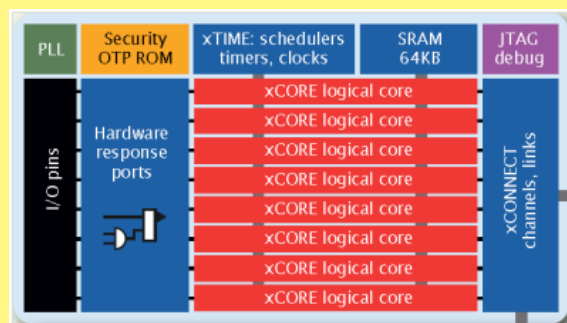 PLL
Security
OTP ROM
xTIME: schedulers
timers, clocks
SRAM
64KB
JTAG
debug
I/O pins
Hardware
response
ports
xCORE logical core
xCORE logical core
xCORE logical core
xCORE logical core
xCORE logical core
xCORE logical core
xCORE logical core
xCORE logical core
xCONNECT
channels, links